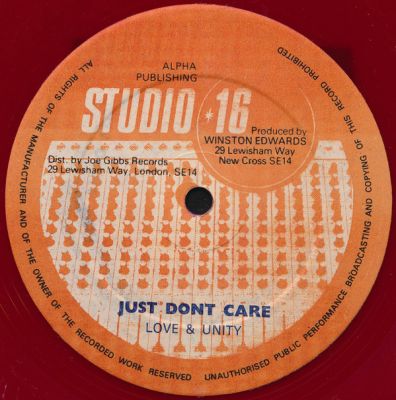 ALPHA
PUBLISHING
STUDIO 16
Produced by
WINSTON EDWARDS
29 Lewisham Way
New Cross SE14
Dist. by Joe Gibbs Records
29 Lewisham Way, London, SE14
JUST DONT CARE
LOVE & UNITY
ALL RIGHTS OF THE MANUFACTURER AND OF THE OWNER OF THE RECORDED WORK RESERVED UNAUTHORISED PUBLIC PERFORMANCE BROADCASTING AND COPYING OF THIS RECORD PROHIBITED